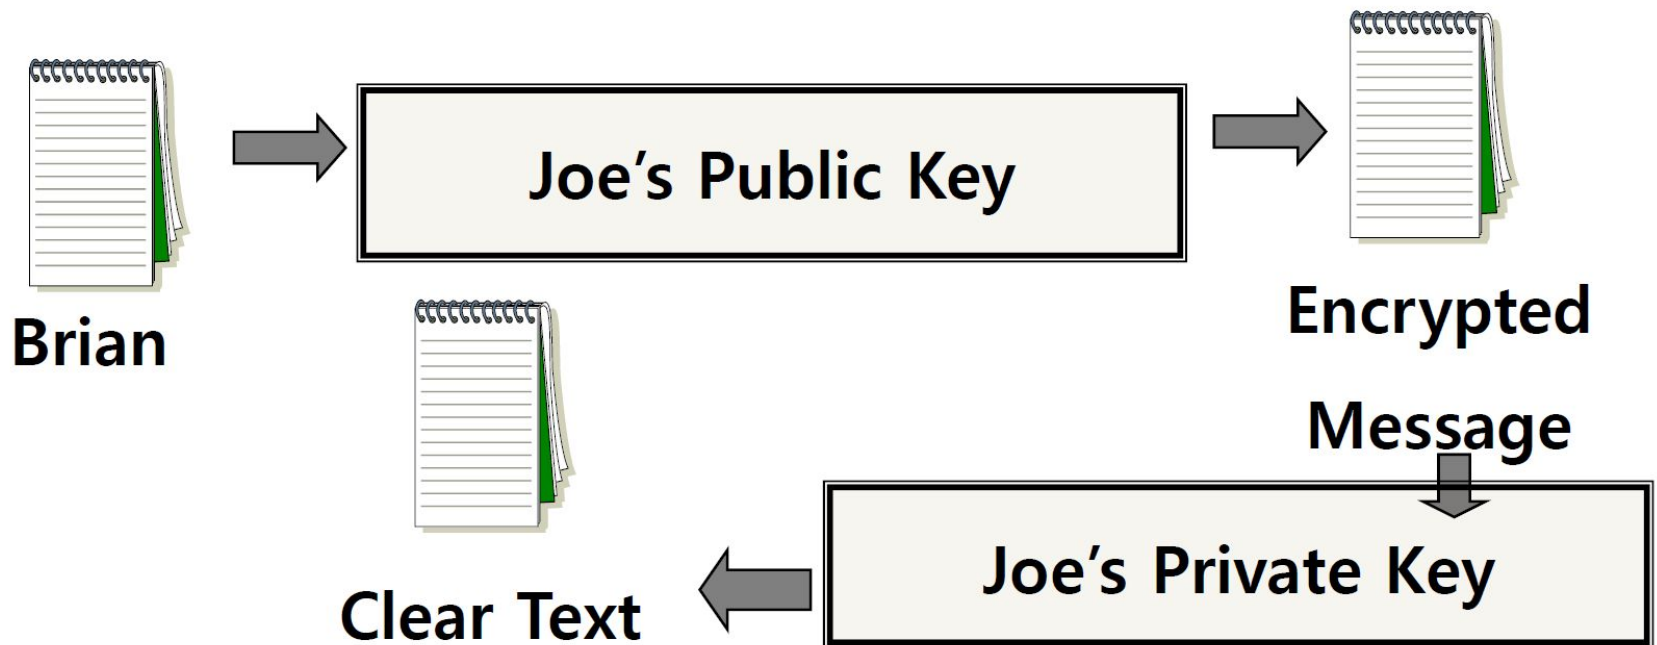 Joe’s Public Key
Brian
Encrypted
Message
Joe’s Private Key
Clear Text